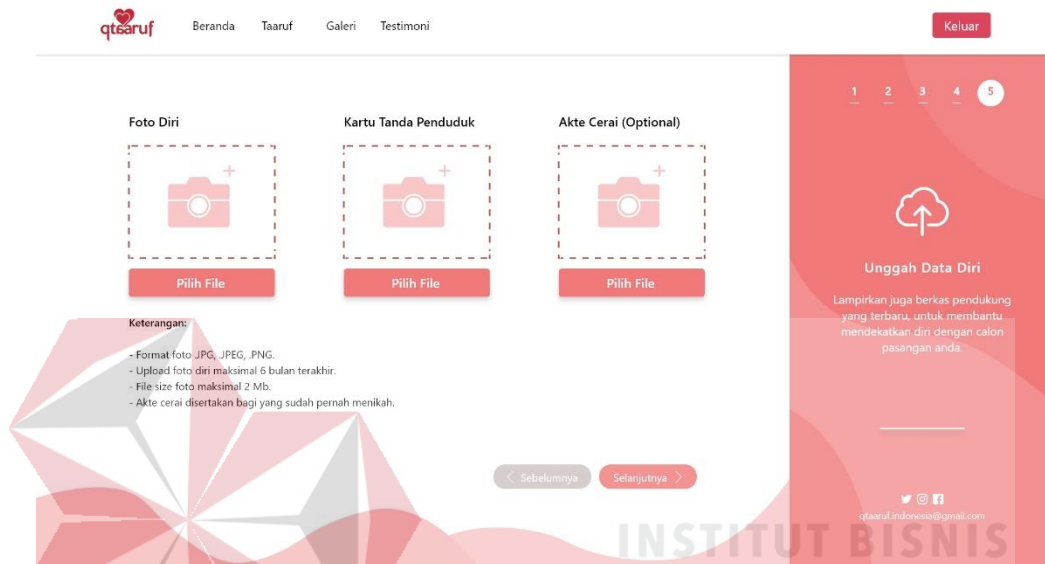 qtaaruf
Beranda Taaruf Galeri Testimoni Keluar
1 2 3 4 5
Foto Diri Kartu Tanda Penduduk Akte Cerai (Optional)
Pilih File Pilih File Pilih File
Keterangan:
- Format foto .JPG, .JPEG, .PNG.
- Upload foto diri maksimal 6 bulan terakhir.
- File size foto maksimal 2 Mb.
- Akte cerai disertakan bagi yang sudah pernah menikah.
Sebelumnya Selanjutnya
Unggah Data Diri
Lampirkan juga berkas pendukung
yang terbaru, untuk membantu
mendekatkan diri dengan calon
pasangan anda.
qtaaruf.indonesia@gmail.com
INSTITUT BISNIS